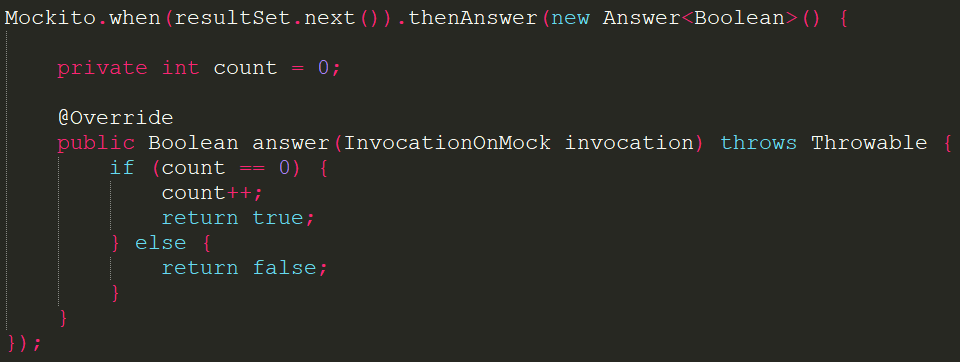 Mockito.when(resultSet.next()).thenAnswer(new Answer<Boolean>() {
private int count = 0;
@Override
public Boolean answer(InvocationOnMock invocation) throws Throwable {
if (count == 0) {
count++;
return true;
} else {
return false;
}
}
});